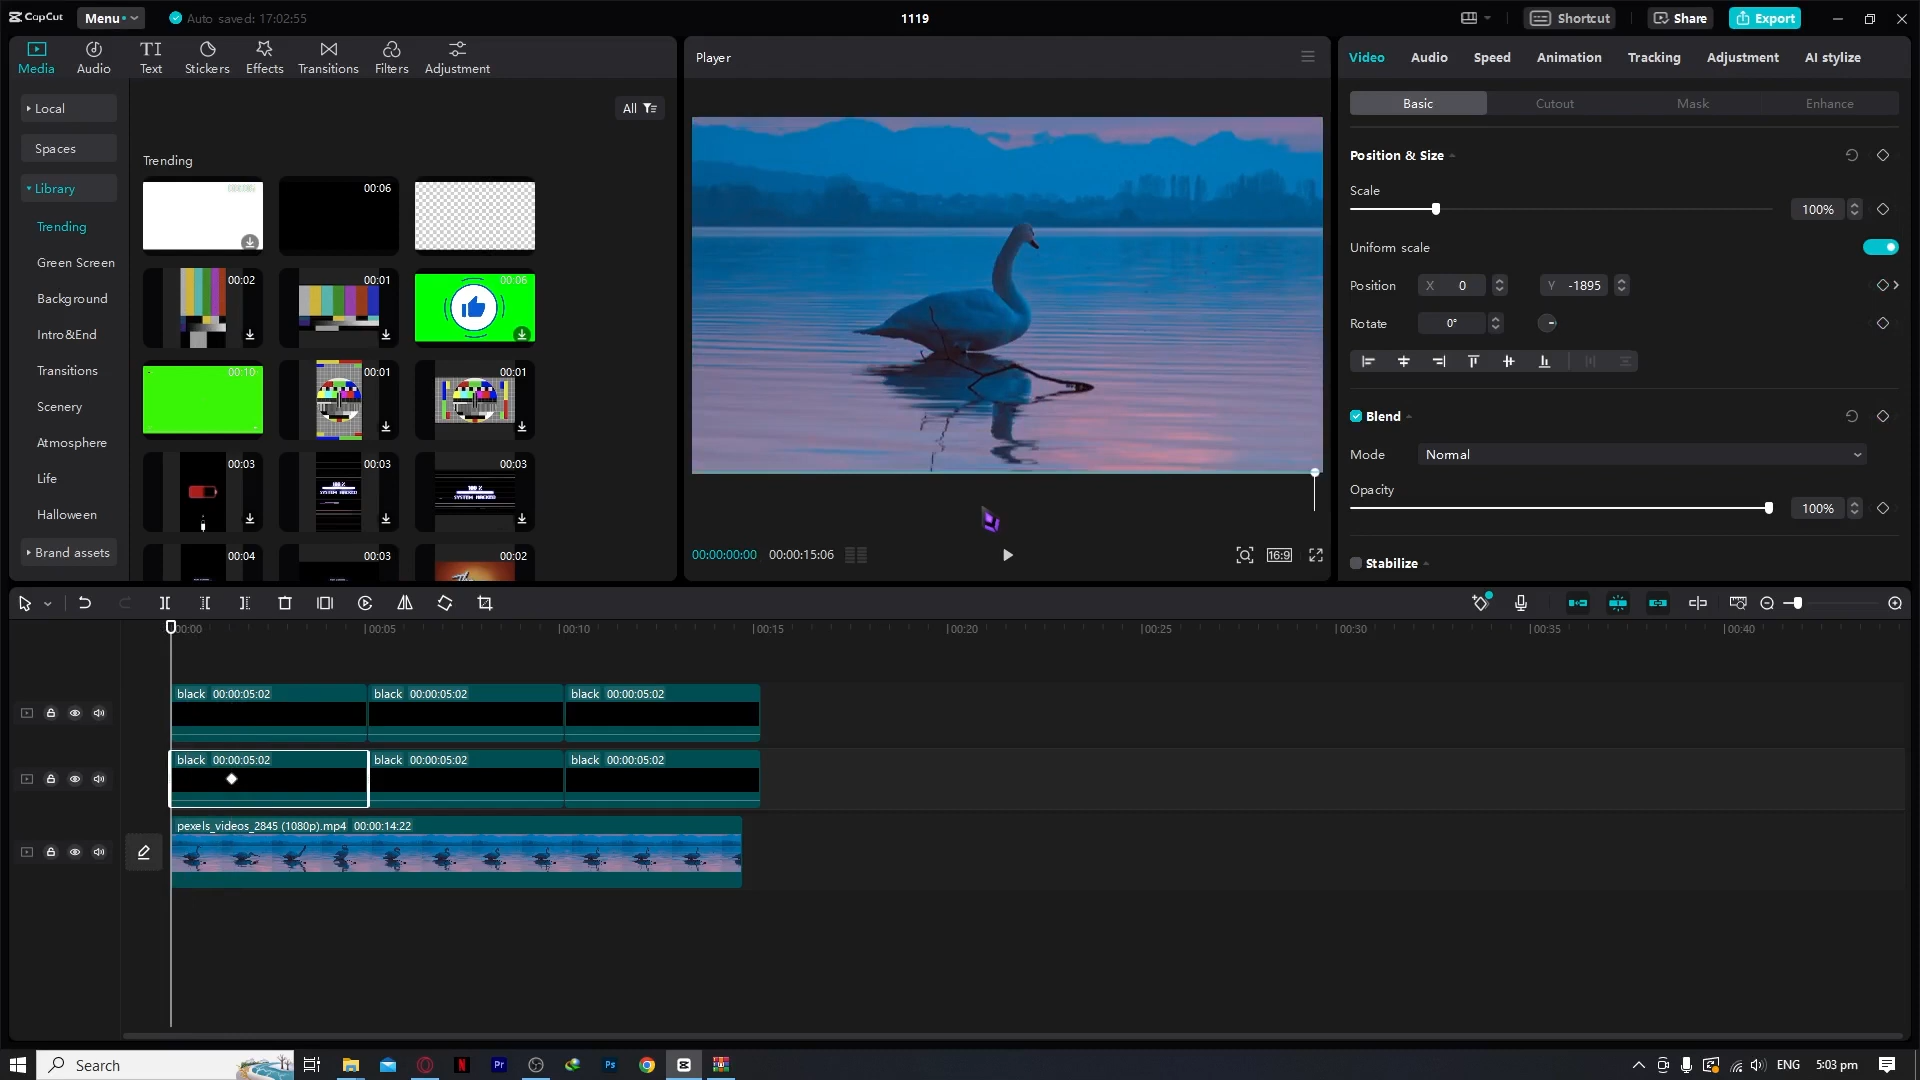 CapCut
Menu
Auto saved: 17:02:55
1119
Shortcut
Share
Export
Media
Audio
Text
Stickers
Effects
Transitions
Filters
Adjustment
Player
Video
Audio
Speed
Animation
Tracking
Adjustment
AI stylize
Local
Spaces
Library
Trending
Green Screen
Background
Intro&End
Transitions
Scenery
Atmosphere
Life
Halloween
Brand assets
All
Trending
00:06
00:02
00:01
00:06
00:10
00:01
00:01
00:03
00:03
00:03
00:04
00:03
00:02
00:00:00:00
00:00:15:06
16:9
Basic
Cutout
Mask
Enhance
Position & Size
Scale
100%
Uniform scale
Position
X 0
Y -1895
Rotate
0°
Blend
Mode
Normal
Opacity
100%
Stabilize
00:00
00:05
00:10
00:15
00:20
00:25
00:30
00:35
00:40
black 00:00:05:02
black 00:00:05:02
black 00:00:05:02
black 00:00:05:02
black 00:00:05:02
black 00:00:05:02
pexels_videos_2845 (1080p).mp4 00:00:14:22
Search
Pr
Ps
ENG
5:03 pm